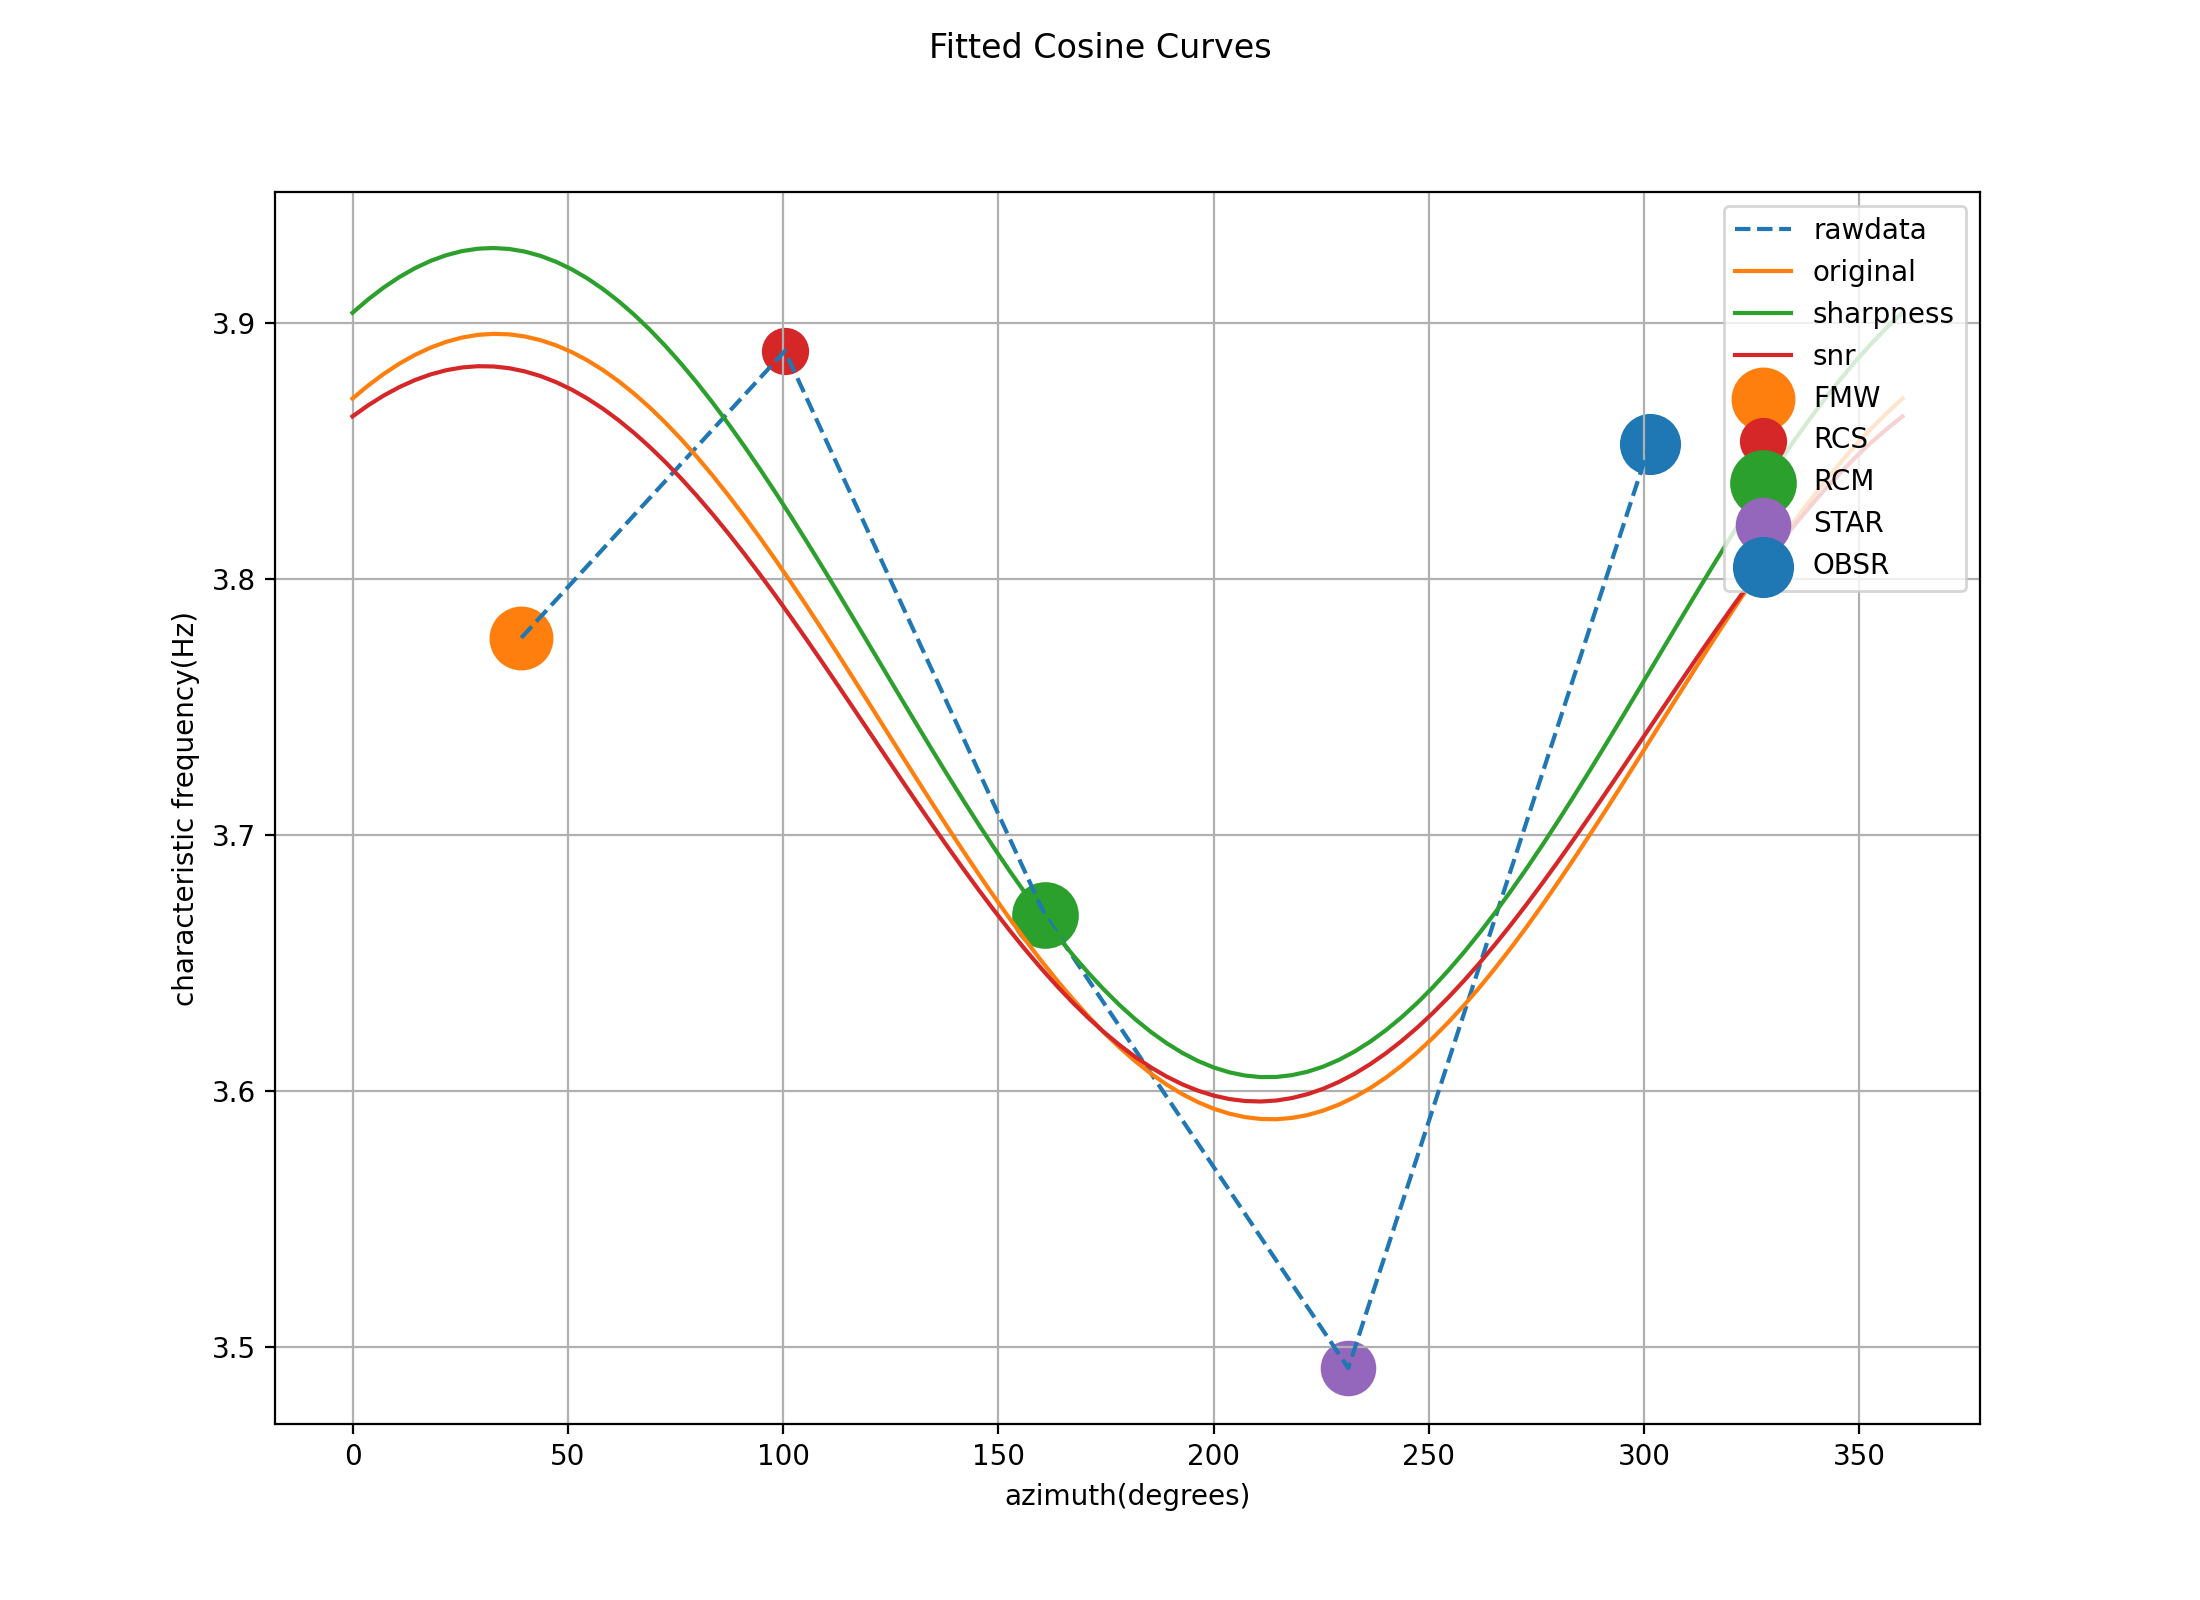 Fitted Cosine Curves
rawdata
original
sharpness
snr
FMW
RCS
RCM
STAR
OBSR
characteristic frequency(Hz)
3.9
3.8
3.7
3.6
3.5
0 50 100 150 200 250 300 350
azimuth(degrees)